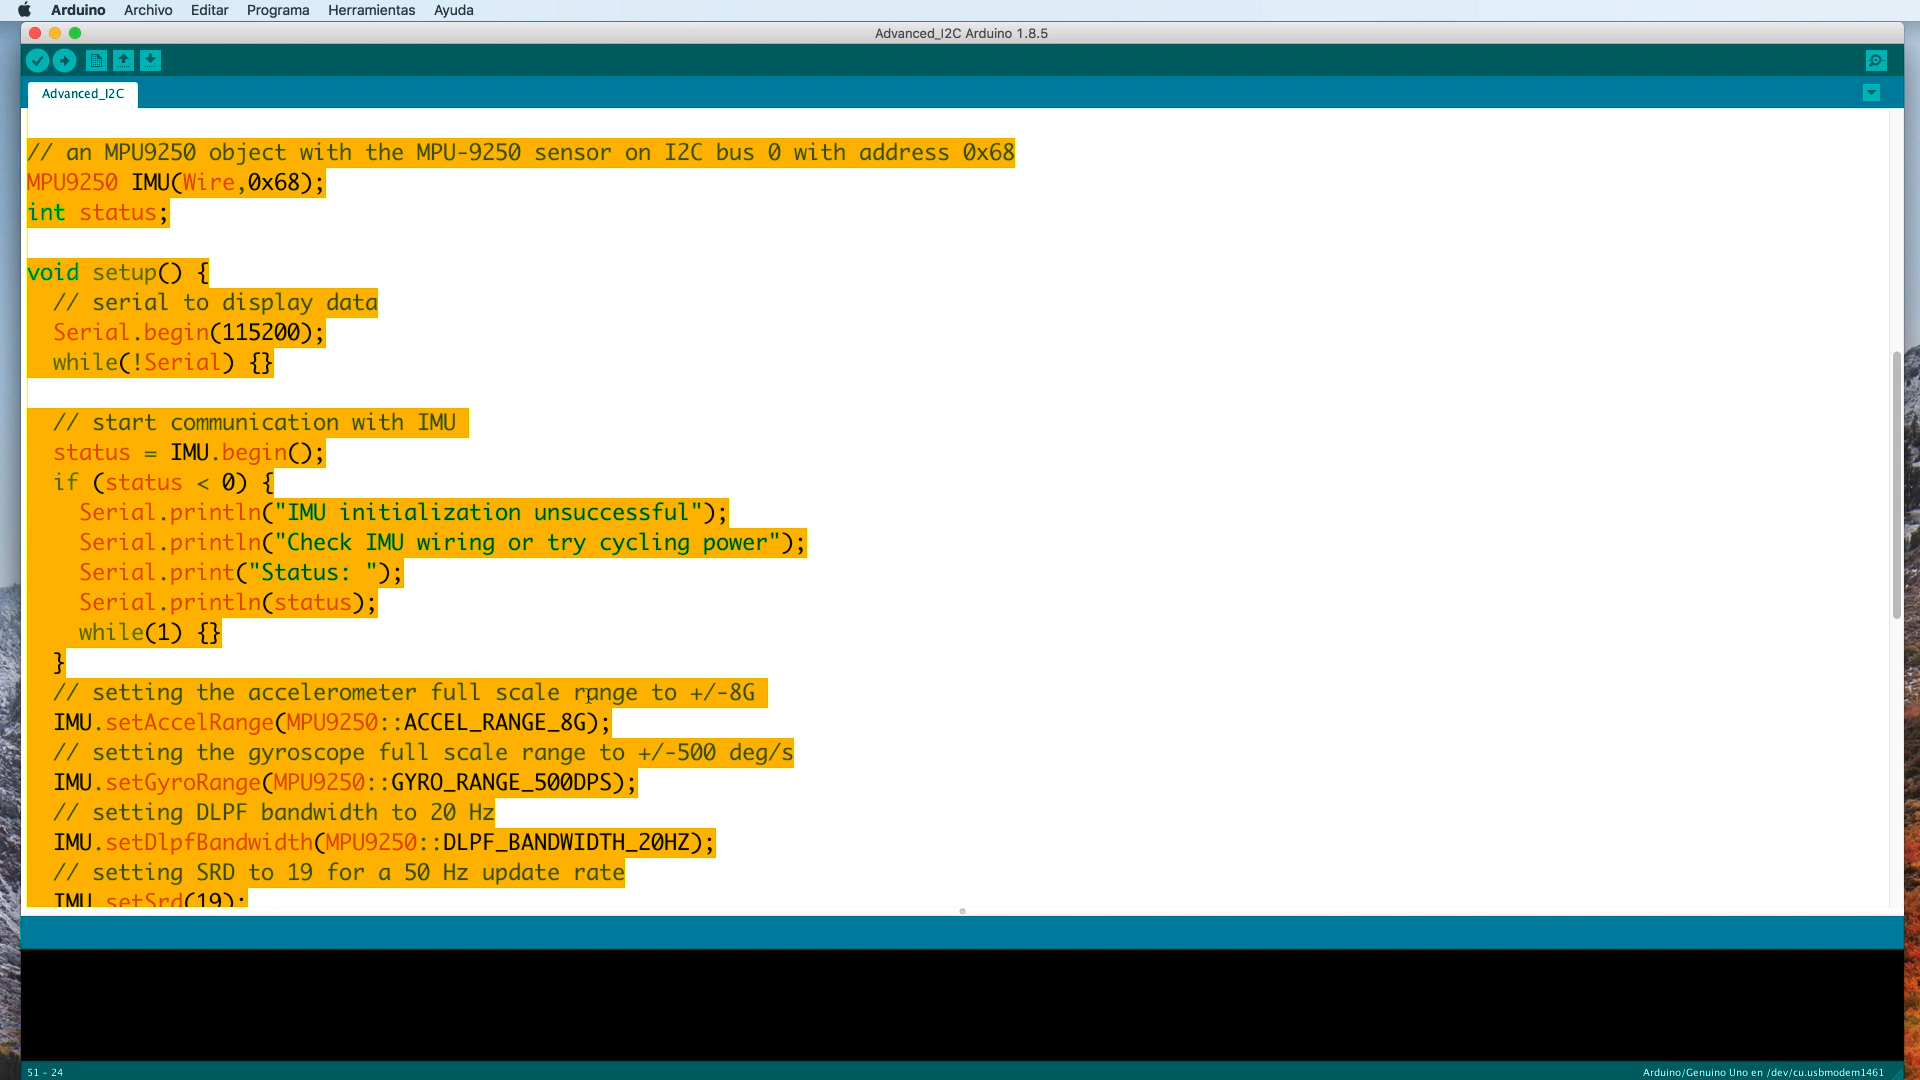 Arduino Archivo Editar Programa Herramientas Ayuda
Advanced_I2C Arduino 1.8.5
Advanced_I2C
// an MPU9250 object with the MPU-9250 sensor on I2C bus 0 with address 0x68
MPU9250 IMU(Wire,0x68);
int status;
void setup() {
// serial to display data
Serial.begin(115200);
while(!Serial) {}
// start communication with IMU
status = IMU.begin();
if (status < 0) {
Serial.println("IMU initialization unsuccessful");
Serial.println("Check IMU wiring or try cycling power");
Serial.print("Status: ");
Serial.println(status);
while(1) {}
}
// setting the accelerometer full scale range to +/-8G
IMU.setAccelRange(MPU9250::ACCEL_RANGE_8G);
// setting the gyroscope full scale range to +/-500 deg/s
IMU.setGyroRange(MPU9250::GYRO_RANGE_500DPS);
// setting DLPF bandwidth to 20 Hz
IMU.setDlpfBandwidth(MPU9250::DLPF_BANDWIDTH_20HZ);
// setting SRD to 19 for a 50 Hz update rate
IMU.setSrd(19);
51 - 24
Arduino/Genuino Uno en /dev/cu.usbmodem1461